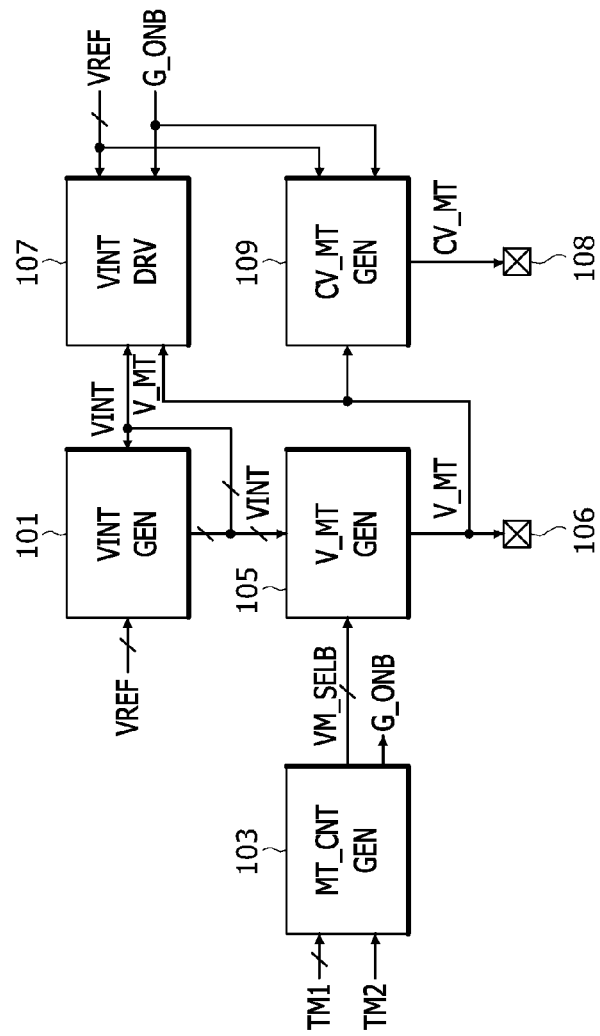 VREF
G_ONB
107
VINT
DRV
109
CV_MT
GEN
CV_MT
108
VINT
V_MT
101
VINT
GEN
VINT
VREF
105
V_MT
GEN
V_MT
106
VM_SELB
G_ONB
103
MT_CNT
GEN
TM1
TM2